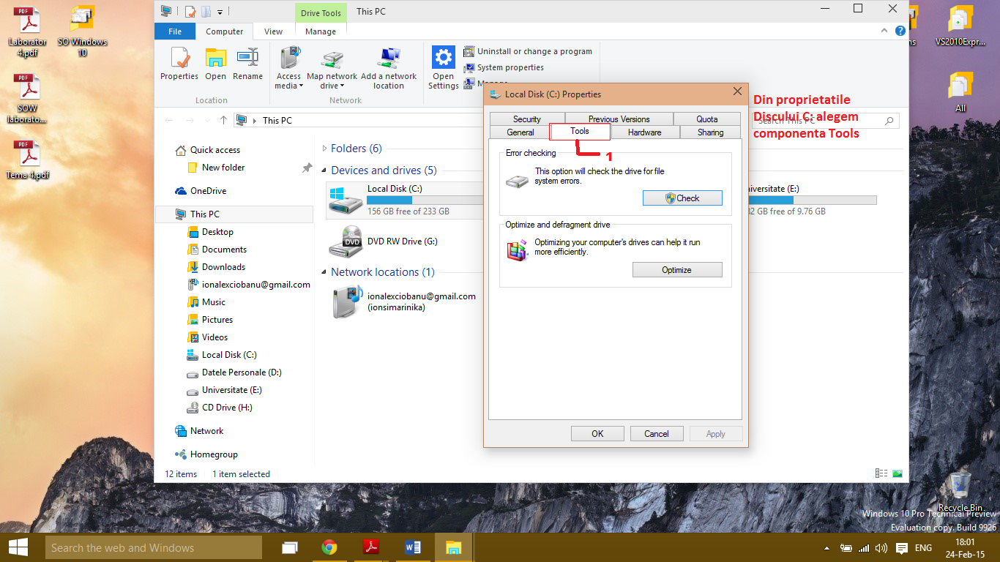 Laborator
4.pdf
SO Windows
10
SOW
laborato...
Tema 4.pdf
Drive Tools
This PC
File
Computer
View
Manage
Properties
Open
Rename
Access
media
Map network
drive
Add a network
location
Open
Settings
Uninstall or change a program
System properties
Manage
Location
Network
This PC
Search This PC
Quick access
New folder
OneDrive
This PC
Desktop
Documents
Downloads
ionalexciobanu@gmail.com
Music
Pictures
Videos
Local Disk (C:)
Datele Personale (D:)
Universitate (E:)
CD Drive (H:)
Network
Homegroup
12 items
1 item selected
Folders (6)
Devices and drives (5)
Local Disk (C:)
156 GB free of 233 GB
DVD RW Drive (G:)
DVD
Network locations (1)
ionalexciobanu@gmail.com
(ionsimarinika)
GB free of 9.76 GB
Local Disk (C:) Properties
Security
Previous Versions
Quota
General
Tools
Hardware
Sharing
1
Error checking
This option will check the drive for file
system errors.
Check
Optimize and defragment drive
Optimizing your computer's drives can help it run
more efficiently.
Optimize
OK
Cancel
Apply
Din proprietatile
Discului C: alegem
componenta Tools
VS2010Expr...
All
Recycle Bin
Windows 10 Pro Technical Preview
Evaluation copy. Build 9926
Search the web and Windows
ENG
18:01
24-Feb-15